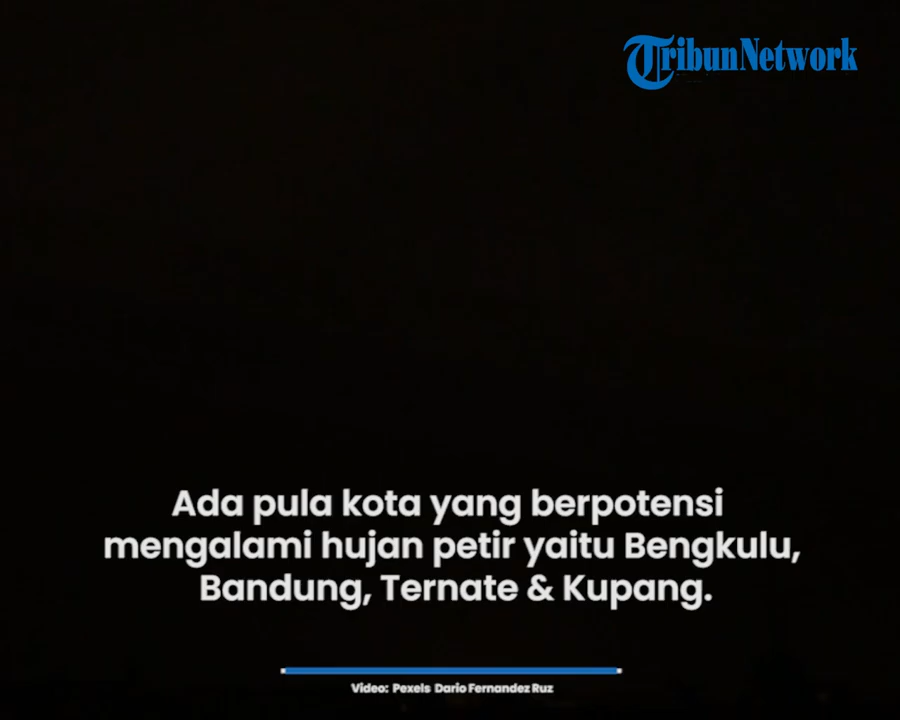 TribunNetwork
Ada pula kota yang berpotensi
mengalami hujan petir yaitu Bengkulu,
Bandung, Ternate & Kupang.
Video: Pexels Dario Fernandez Ruz